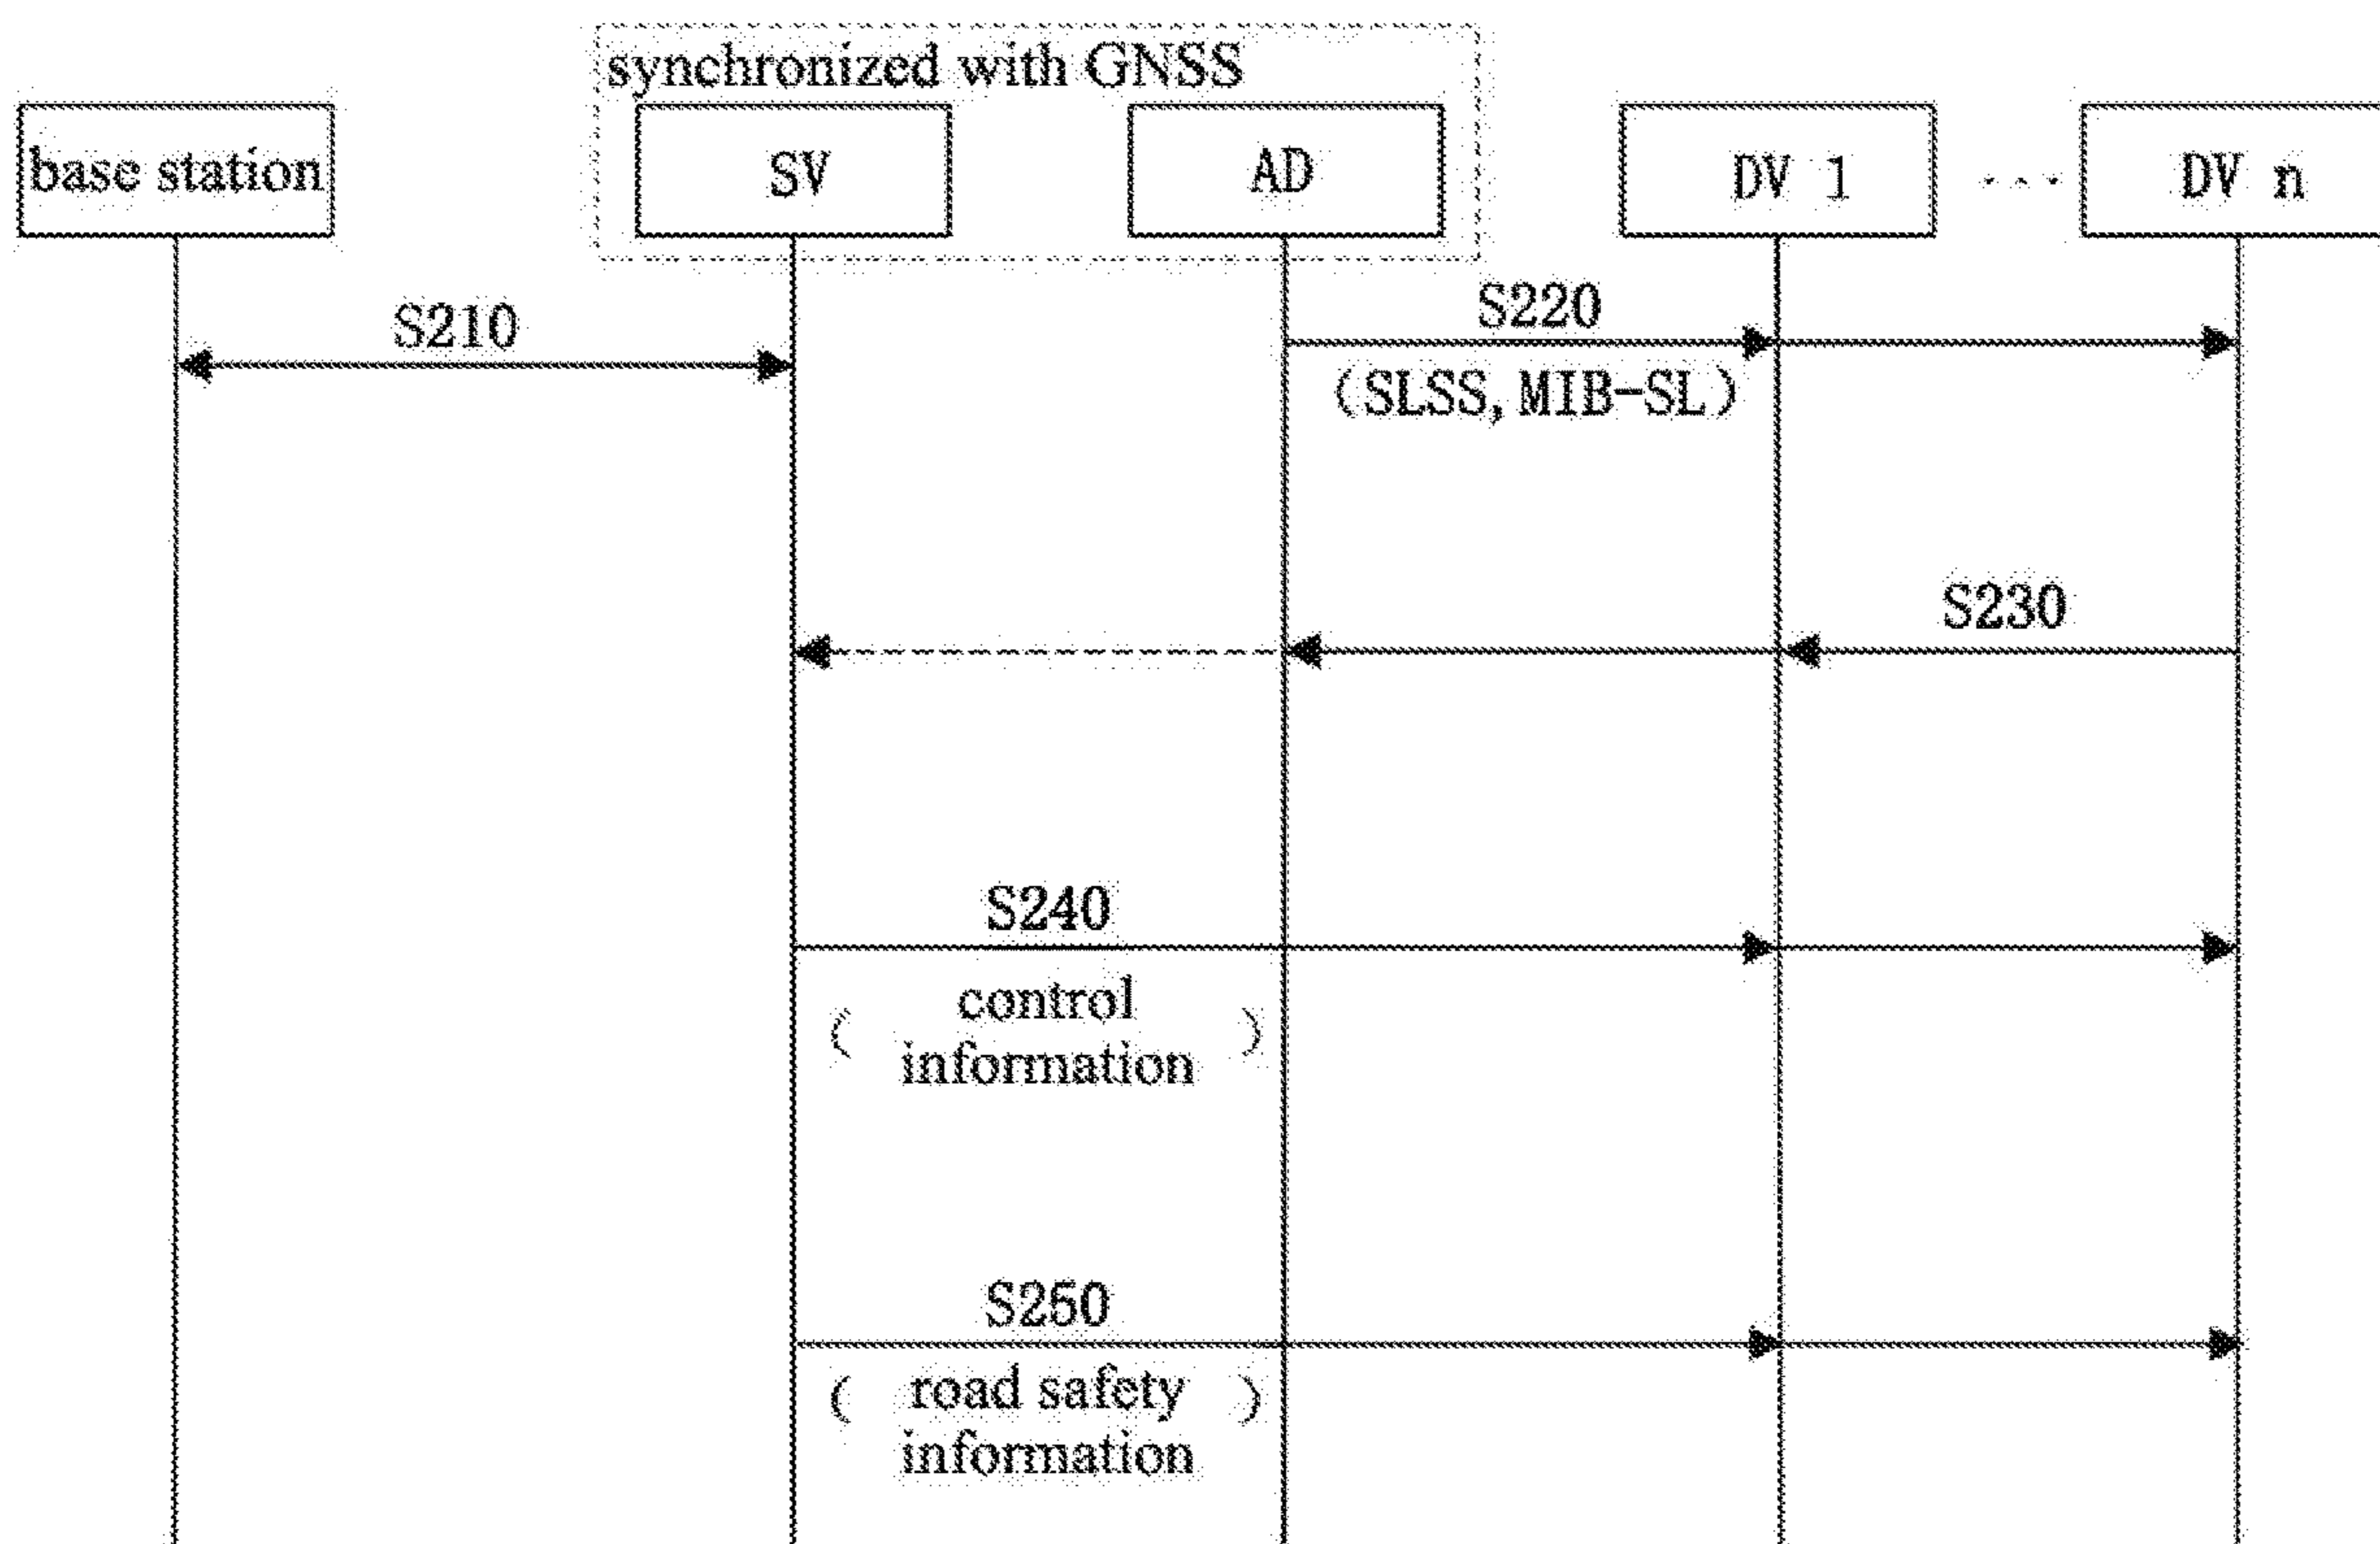 synchronized with GNSS
base station
SV
AD
DV 1
...
DV n
S210
S220
(SLSS, MIB-SL)
S230
S240
( control
information )
S250
( road safety
information )